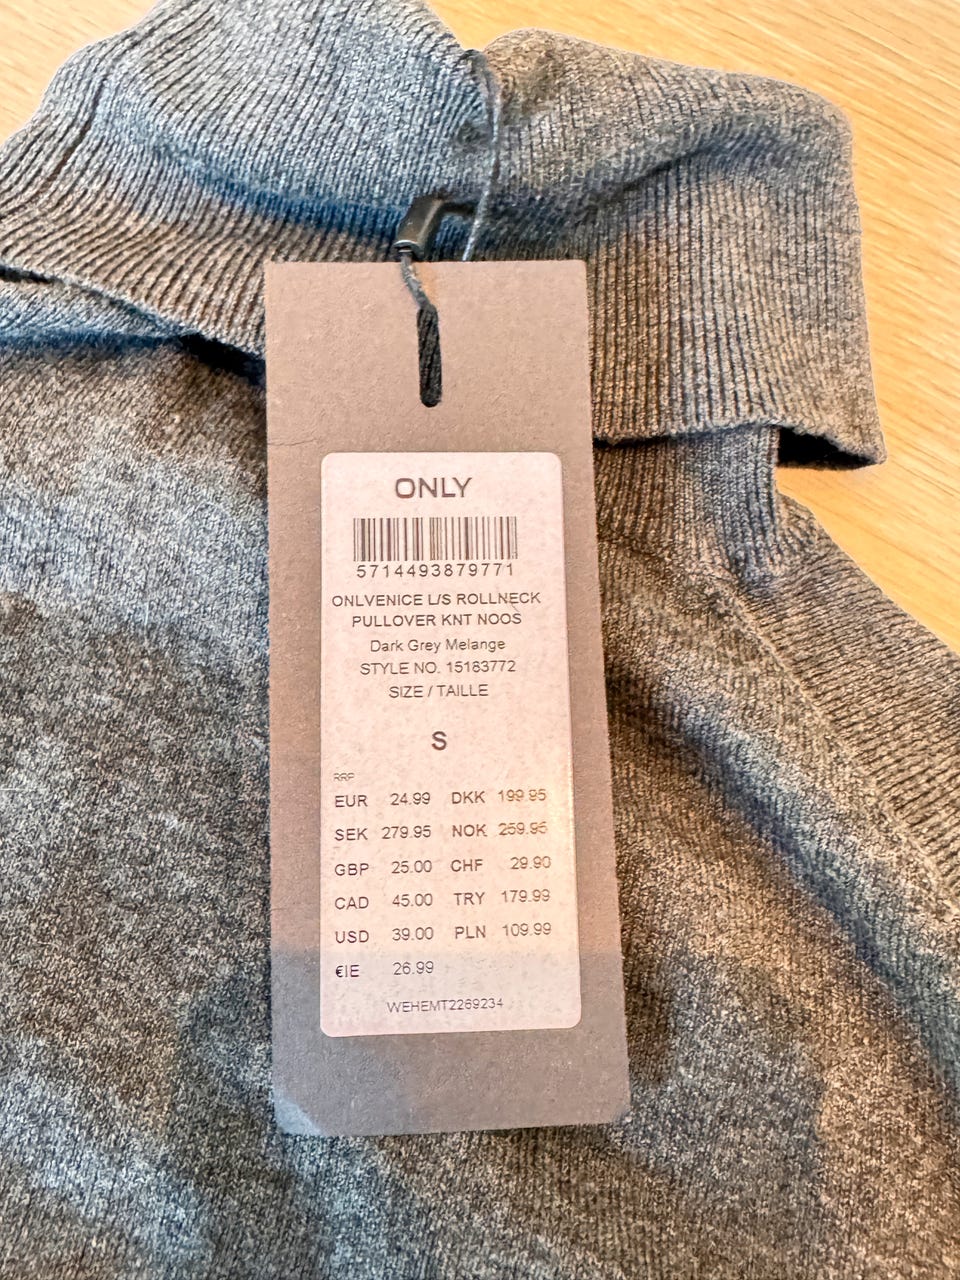 ONLY
5714493879771
ONLVENICE L/S ROLLNECK
PULLOVER KNT NOOS
Dark Grey Melange
STYLE NO. 15183772
SIZE / TAILLE
S
RRP
EUR 24.99 DKK 199.95
SEK 279.95 NOK 259.95
GBP 25.00 CHF 29.90
CAD 45.00 TRY 179.99
USD 39.00 PLN 109.99
€IE 26.99
WEHEMT2269234